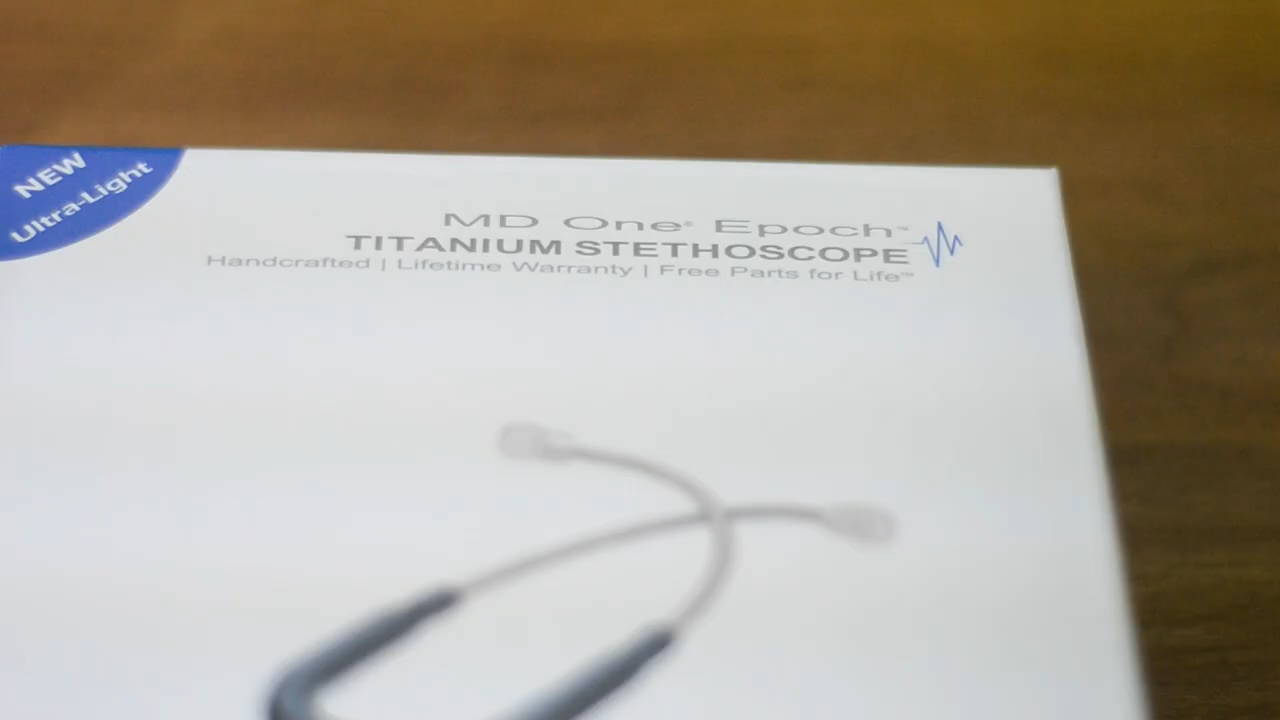 NEW
Ultra-Light
MD One® Epoch™
TITANIUM STETHOSCOPE
Handcrafted | Lifetime Warranty | Free Parts for Life™